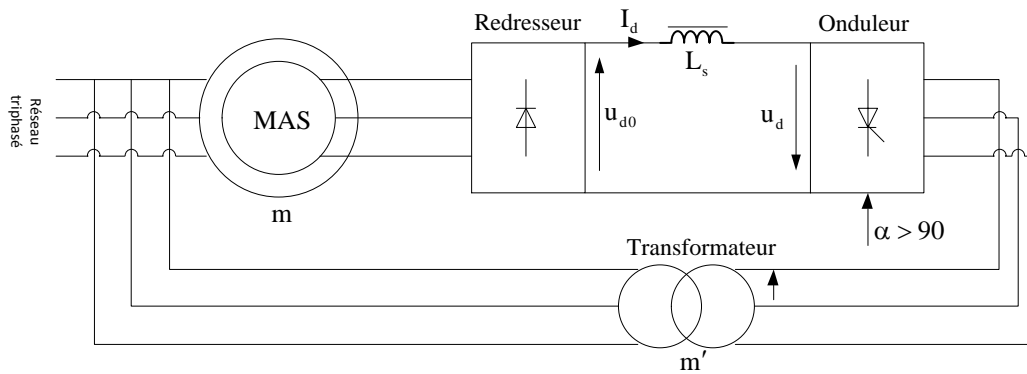 Redresseur
I_d
Onduleur
L_s
Réseau
triphasé
MAS
u_d0
u_d
m
α > 90
Transformateur
m′